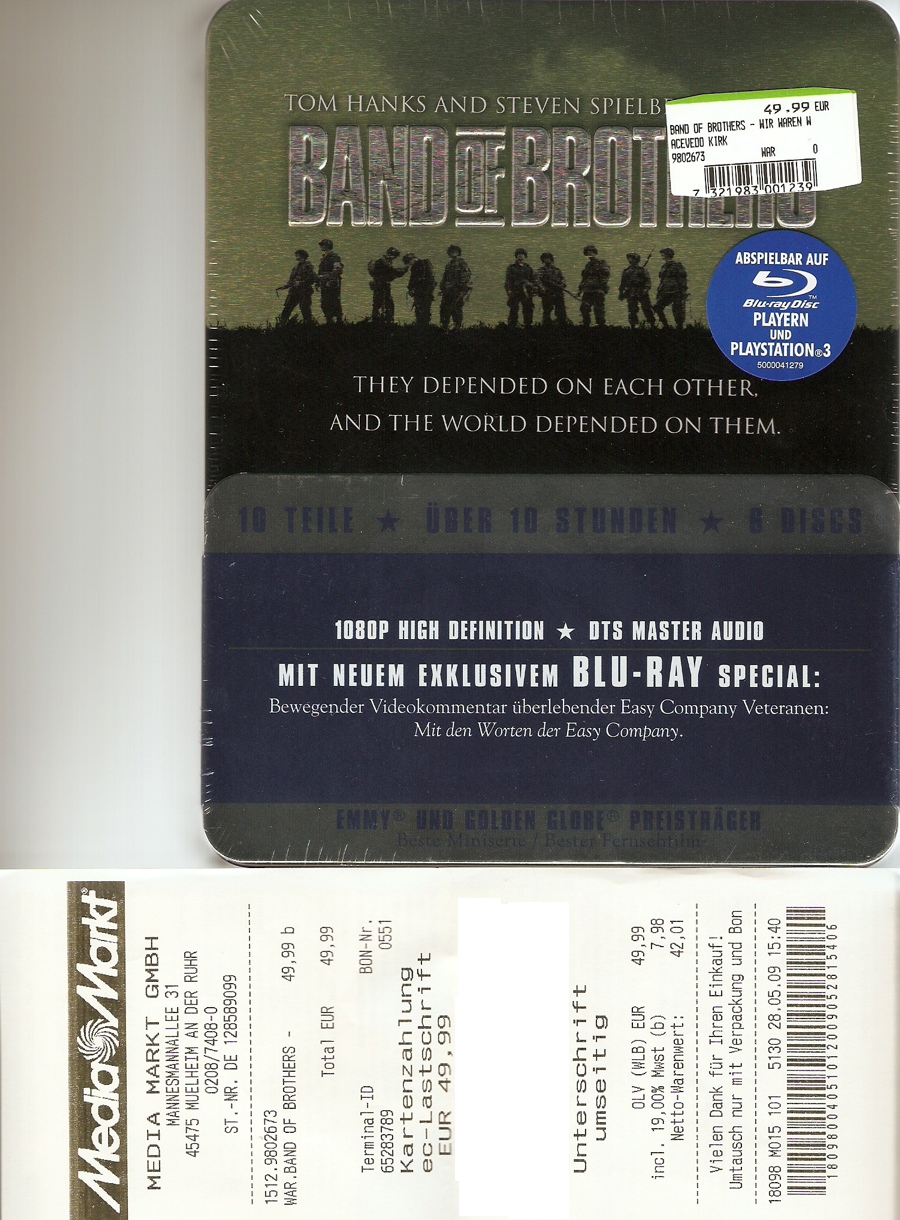 TOM HANKS AND STEVEN SPIELB
BAND OF BROTHERS
49.99 EUR
BAND OF BROTHERS - WIR WAREN W
ACEVEDO KIRK
9802673 WAR 0
7 321983 001239
ABSPIELBAR AUF
Blu-ray Disc™
PLAYERN
UND
PLAYSTATION®3
5000041279
THEY DEPENDED ON EACH OTHER,
AND THE WORLD DEPENDED ON THEM.
10 TEILE ★ ÜBER 10 STUNDEN ★ 6 DISCS
1080P HIGH DEFINITION ★ DTS MASTER AUDIO
MIT NEUEM EXKLUSIVEM BLU-RAY SPECIAL:
Bewegender Videokommentar überlebender Easy Company Veteranen:
Mit den Worten der Easy Company.
EMMY® UND GOLDEN GLOBE® PREISTRÄGER
Beste Miniserie / Bester Fernsehfilm
Media Markt®
MEDIA MARKT GMBH
MANNESMANNALLEE 31
45475 MUELHEIM AN DER RUHR
0208/7408-0
ST.-NR. DE 128589099
1512.9802673
WAR.BAND OF BROTHERS - 49,99 b
Total EUR 49,99
Terminal-ID BON-Nr.
65283789 0551
Kartenzahlung
ec-Lastschrift
EUR 49,99
Unterschrift
umseitig
OLV (WLB) EUR 49,99
incl. 19,00% Mwst (b) 7,98
Netto-Warenwert: 42,01
Vielen Dank für Ihren Einkauf!
Umtausch nur mit Verpackung und Bon
18098 M015 101 5130 28.05.09 15:40
1809800405101200905281 5406